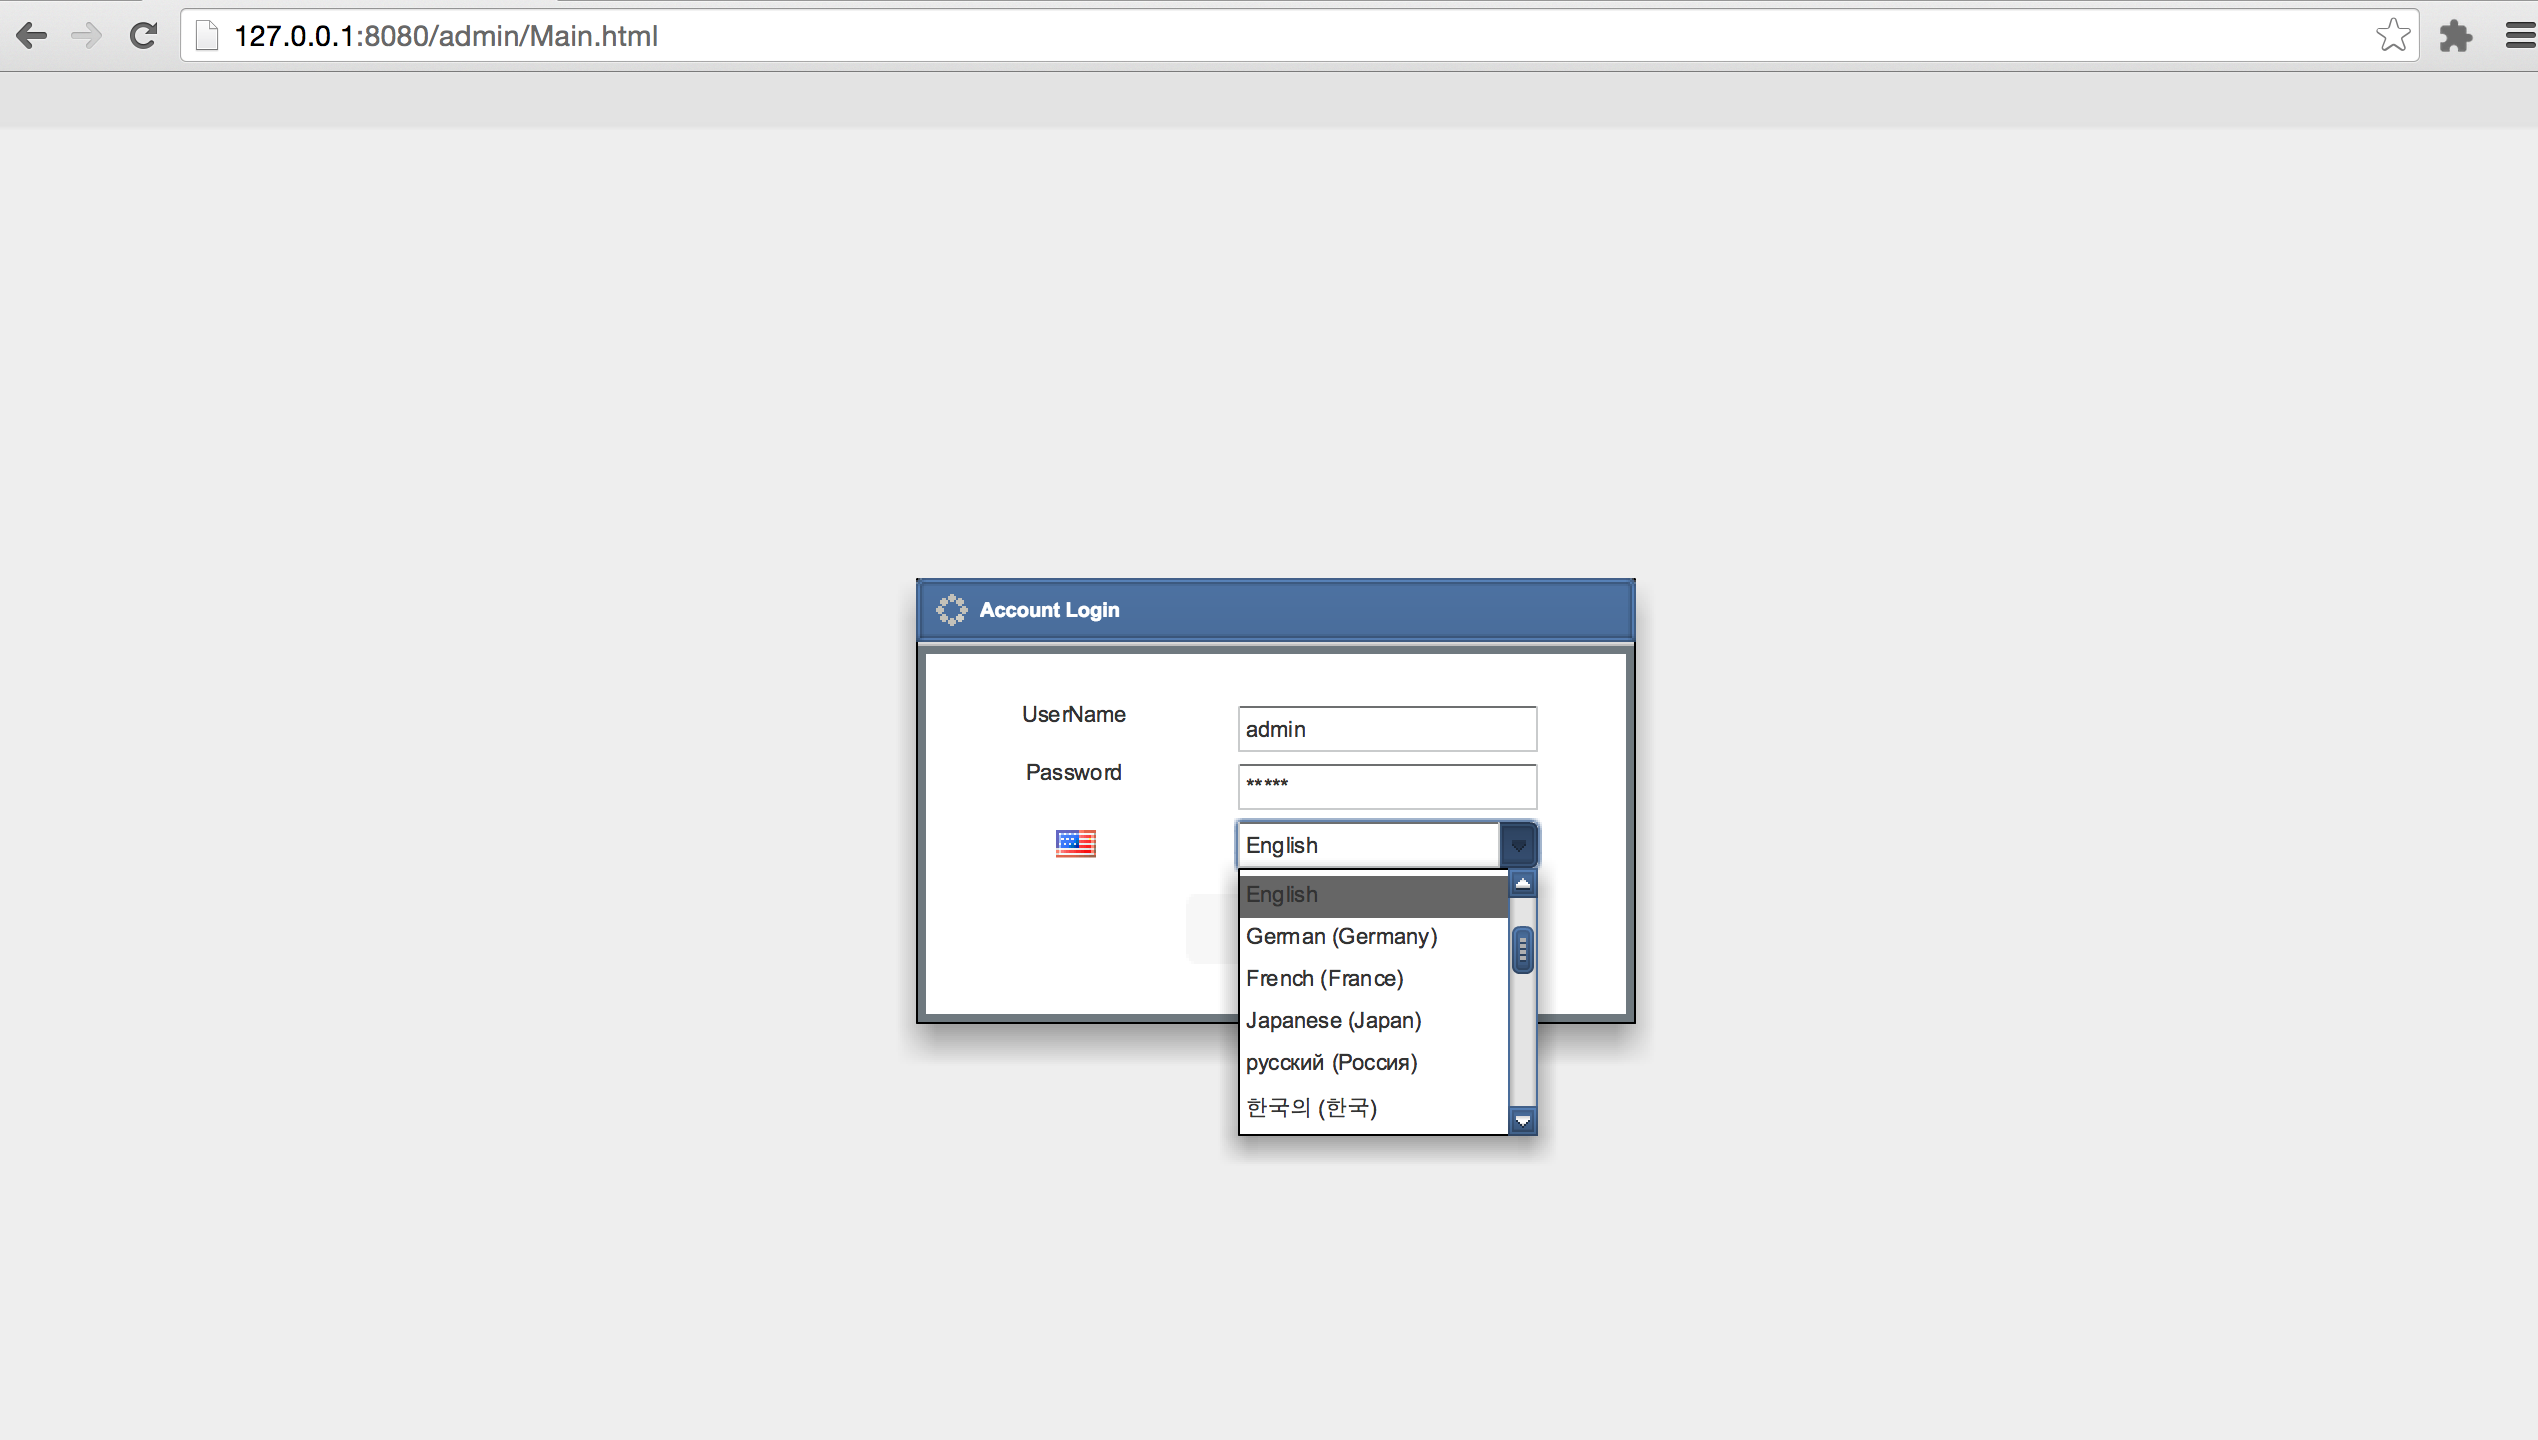 127.0.0.1:8080/admin/Main.html
Account Login
UserName
admin
Password
*****
English
English
German (Germany)
French (France)
Japanese (Japan)
русский (Россия)
한국의 (한국)